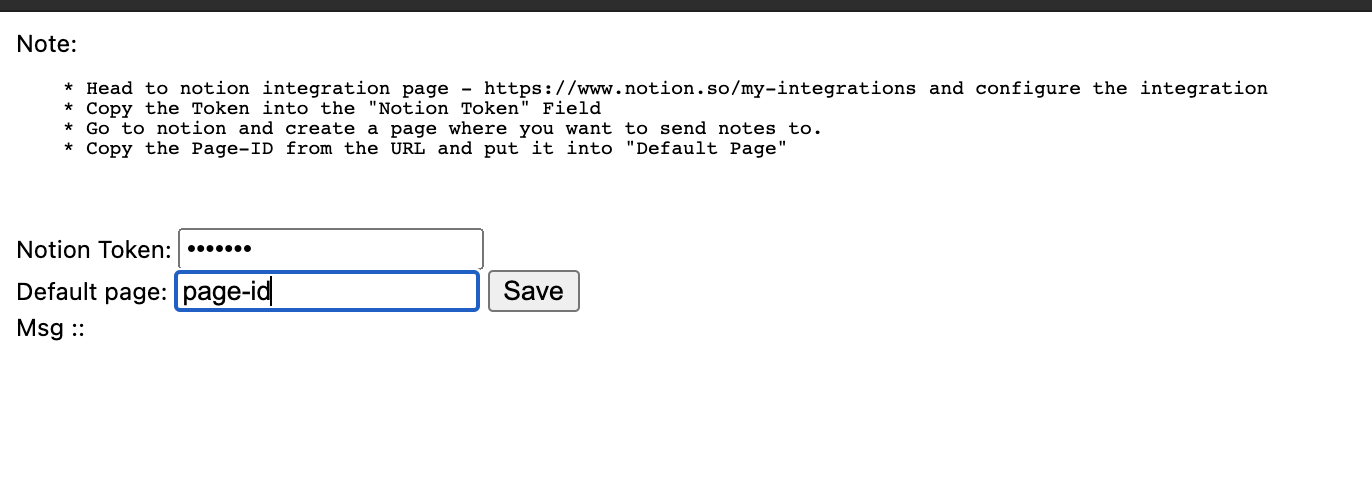 Note:
* Head to notion integration page - https://www.notion.so/my-integrations and configure the integration
* Copy the Token into the "Notion Token" Field
* Go to notion and create a page where you want to send notes to.
* Copy the Page-ID from the URL and put it into "Default Page"
Notion Token: •••••••
Default page: page-id Save
Msg ::